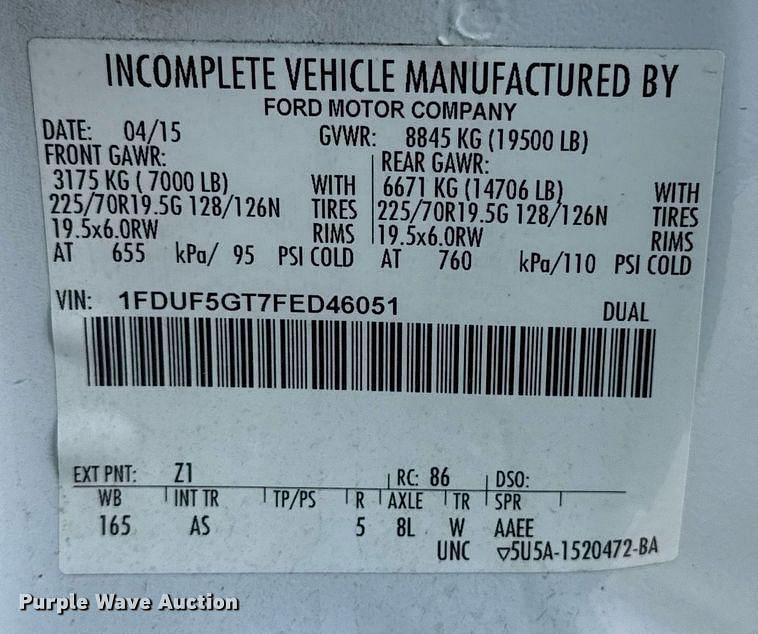 INCOMPLETE VEHICLE MANUFACTURED BY
FORD MOTOR COMPANY
DATE: 04/15 GVWR: 8845 KG (19500 LB)
FRONT GAWR: REAR GAWR:
3175 KG ( 7000 LB) WITH 6671 KG (14706 LB) WITH
225/70R19.5G 128/126N TIRES 225/70R19.5G 128/126N TIRES
19.5x6.0RW RIMS 19.5x6.0RW RIMS
AT 655 kPa/ 95 PSI COLD AT 760 kPa/110 PSI COLD
VIN: 1FDUF5GT7FED46051 DUAL
EXT PNT: Z1 RC: 86 DSO:
WB INT TR TP/PS R AXLE TR SPR
165 AS 5 8L W AAEE
UNC ▽5U5A-1520472-BA
Purple Wave Auction